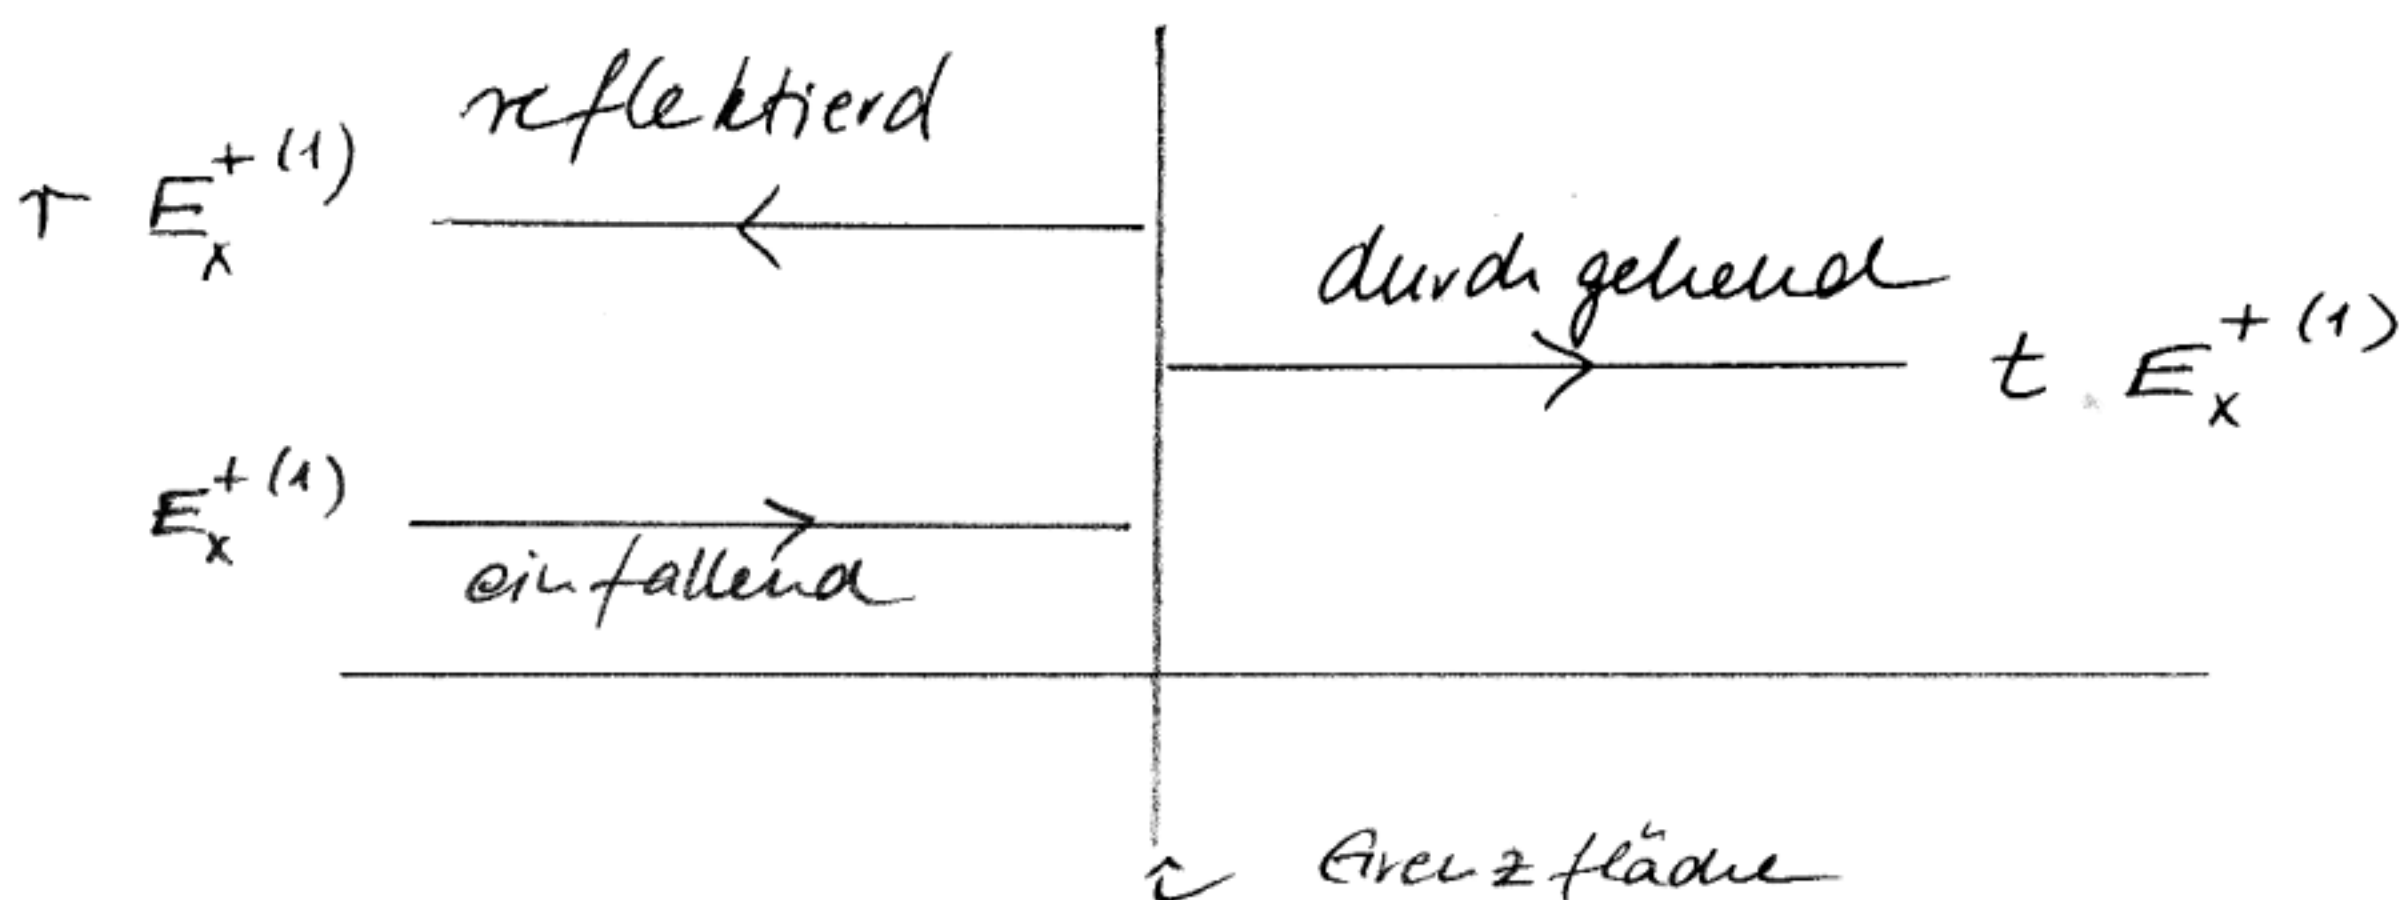 reflektierd
r E_x^{+(1)}
durchgehend
t . E_x^{+(1)}
E_x^{+(1)}
einfallend
Grenzfläche